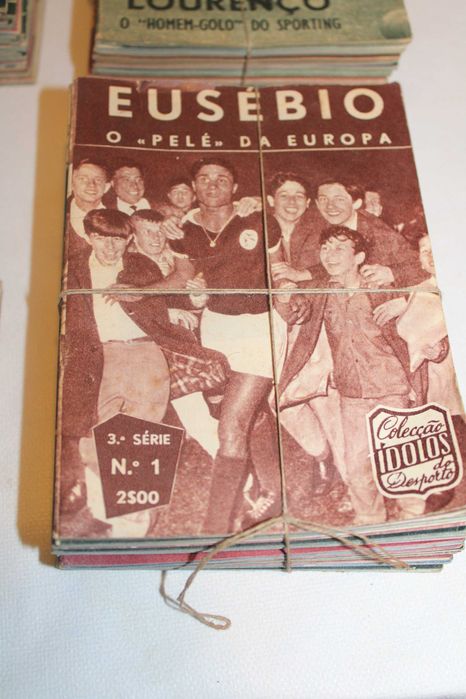 LOURENÇO
O "HOMEM-GOLO" DO SPORTING
EUSÉBIO
O «PELÉ» DA EUROPA
3.ª SÉRIE
N.º 1
2$00
Colecção
ÍDOLOS
do
Desporto